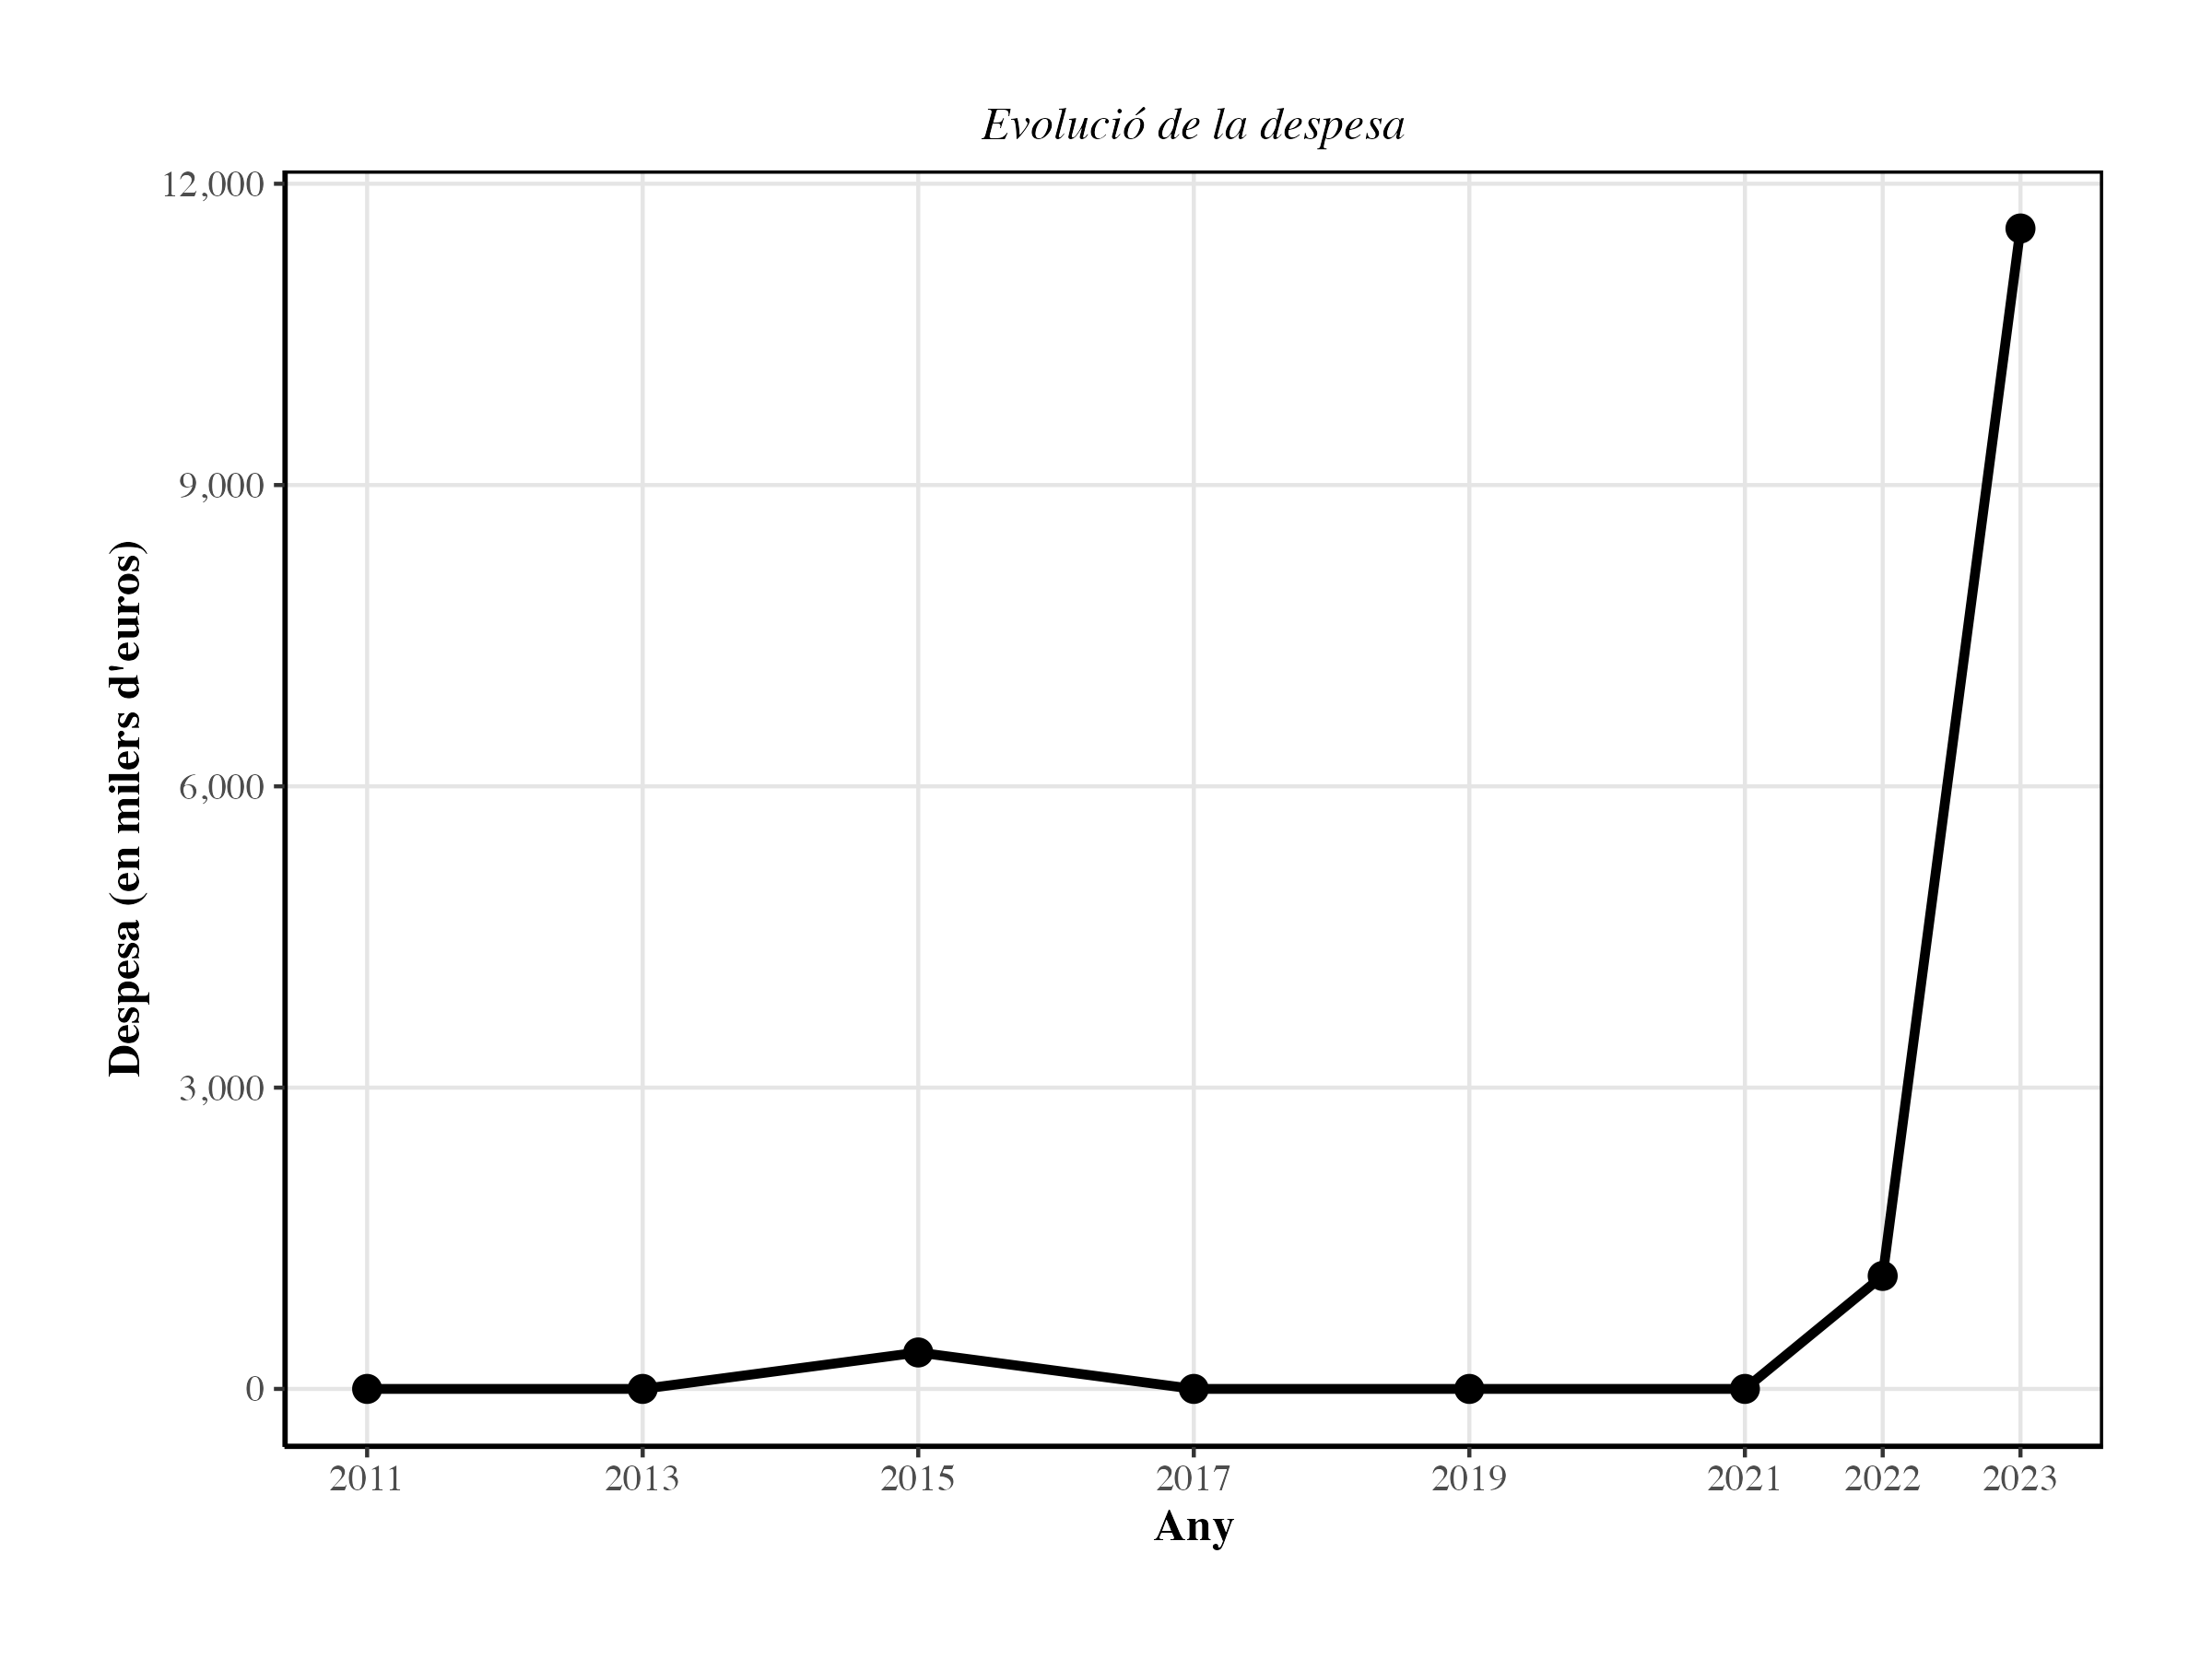 Evolució de la despesa
12,000
9,000
6,000
3,000
0
Despesa (en milers d'euros)
2011 2013 2015 2017 2019 2021 2022 2023
Any